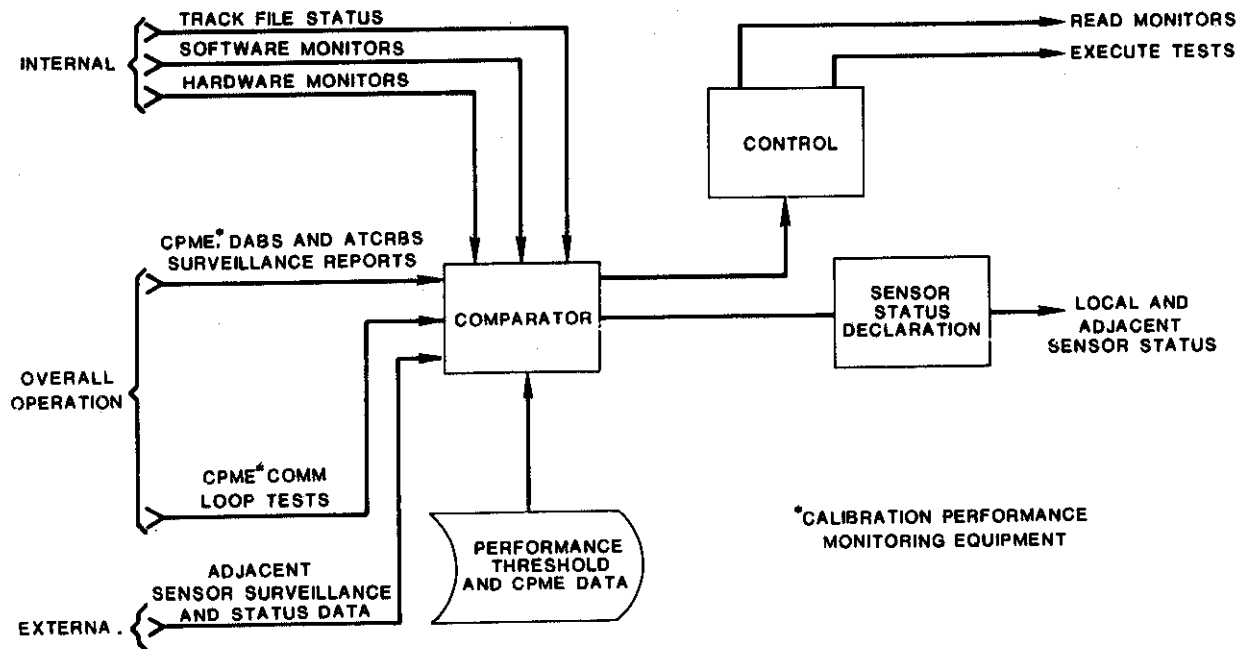 TRACK FILE STATUS
SOFTWARE MONITORS
HARDWARE MONITORS
INTERNAL
READ MONITORS
EXECUTE TESTS
CONTROL
CPME,* DABS AND ATCRBS
SURVEILLANCE REPORTS
COMPARATOR
SENSOR
STATUS
DECLARATION
LOCAL AND
ADJACENT
SENSOR STATUS
OVERALL
OPERATION
CPME* COMM
LOOP TESTS
PERFORMANCE
THRESHOLD
AND CPME DATA
*CALIBRATION PERFORMANCE
MONITORING EQUIPMENT
ADJACENT
SENSOR SURVEILLANCE
AND STATUS DATA
EXTERNA.